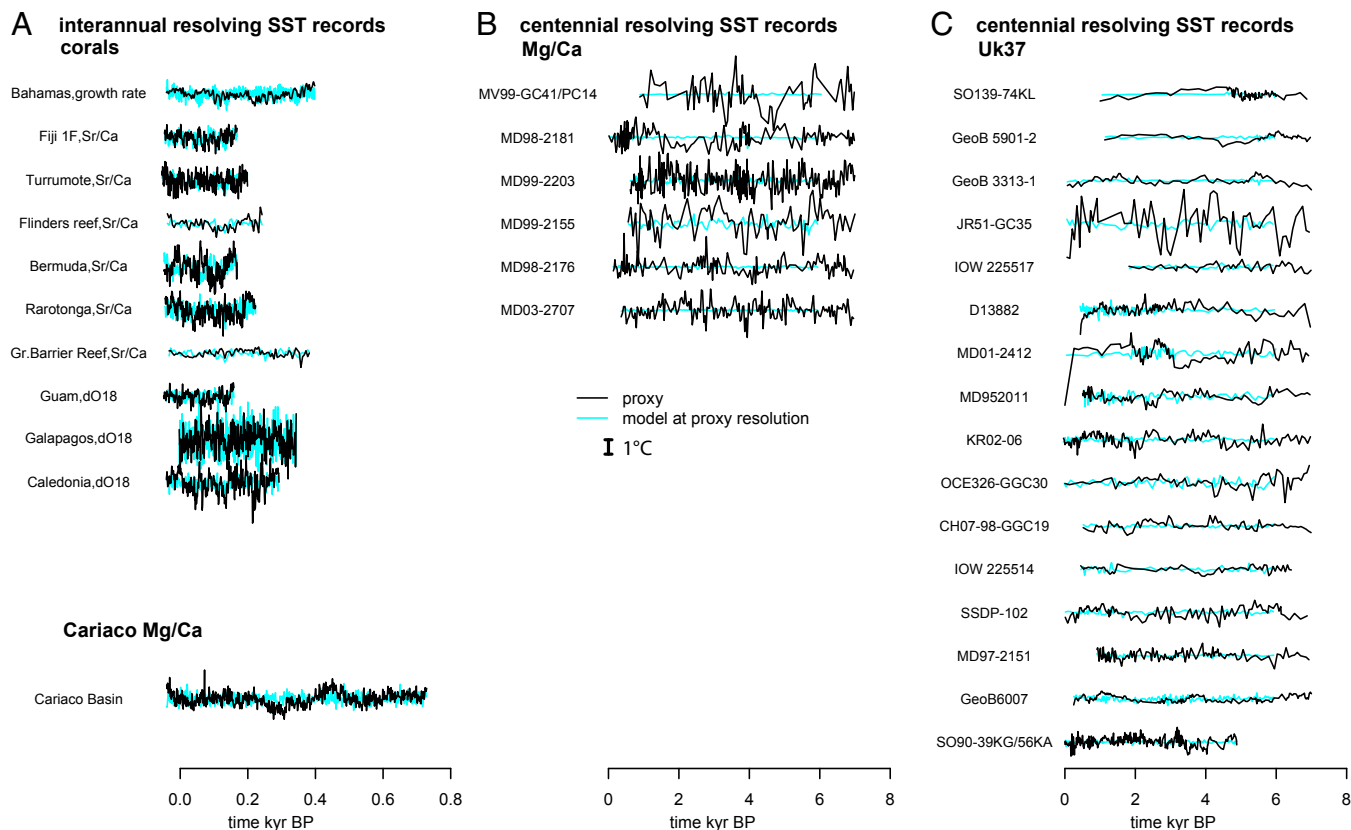 A interannual resolving SST records
corals
Bahamas,growth rate
Fiji 1F,Sr/Ca
Turrumote,Sr/Ca
Flinders reef,Sr/Ca
Bermuda,Sr/Ca
Rarotonga,Sr/Ca
Gr.Barrier Reef,Sr/Ca
Guam,dO18
Galapagos,dO18
Caledonia,dO18
Cariaco Mg/Ca
Cariaco Basin
0.0 0.2 0.4 0.6 0.8
time kyr BP
B centennial resolving SST records
Mg/Ca
MV99-GC41/PC14
MD98-2181
MD99-2203
MD99-2155
MD98-2176
MD03-2707
proxy
model at proxy resolution
1°C
0 2 4 6 8
time kyr BP
C centennial resolving SST records
Uk37
SO139-74KL
GeoB 5901-2
GeoB 3313-1
JR51-GC35
IOW 225517
D13882
MD01-2412
MD952011
KR02-06
OCE326-GGC30
CH07-98-GGC19
IOW 225514
SSDP-102
MD97-2151
GeoB6007
SO90-39KG/56KA
0 2 4 6 8
time kyr BP